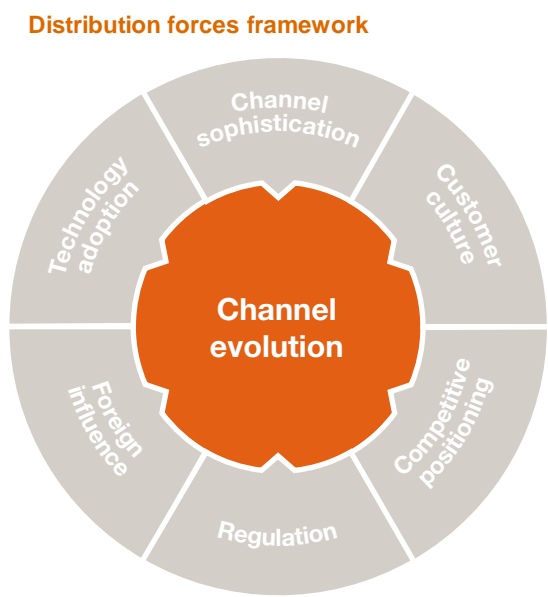 Distribution forces framework
Channel
sophistication
Customer
culture
Competitive
positioning
Regulation
Foreign
influence
Technology
adoption
Channel
evolution